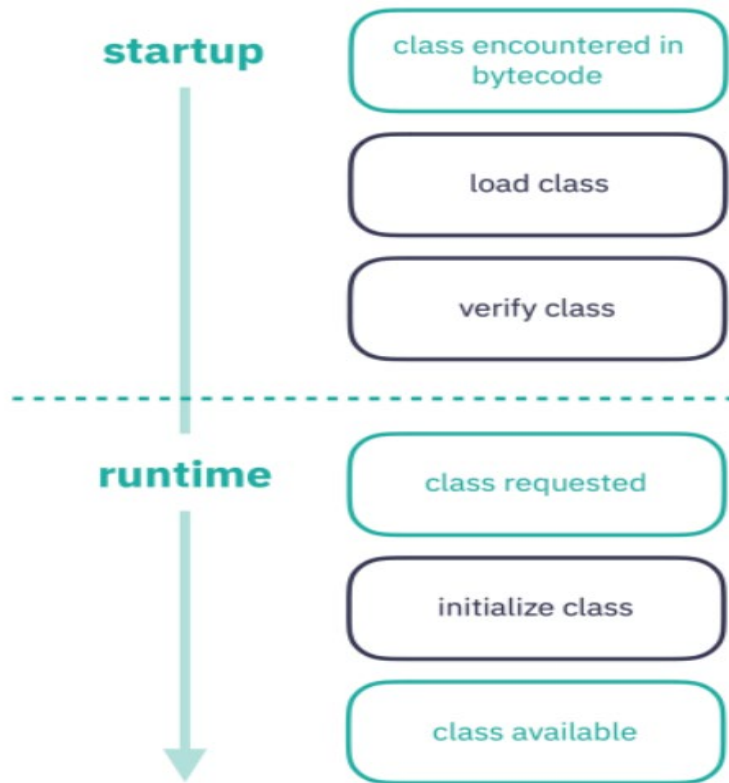 startup
class encountered in
bytecode
load class
verify class
runtime
class requested
initialize class
class available